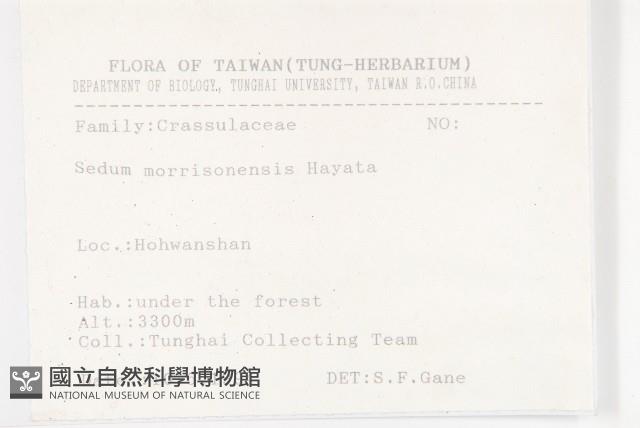 FLORA OF TAIWAN(TUNG-HERBARIUM)
DEPARTMENT OF BIOLOGY., TUNGHAI UNIVERSITY, TAIWAN R.O.CHINA
Family:Crassulaceae NO:
Sedum morrisonensis Hayata
Loc.:Hohwanshan
Hab.:under the forest
Alt.:3300m
Coll.:Tunghai Collecting Team
DET:S.F.Gane
國立自然科學博物館
NATIONAL MUSEUM OF NATURAL SCIENCE